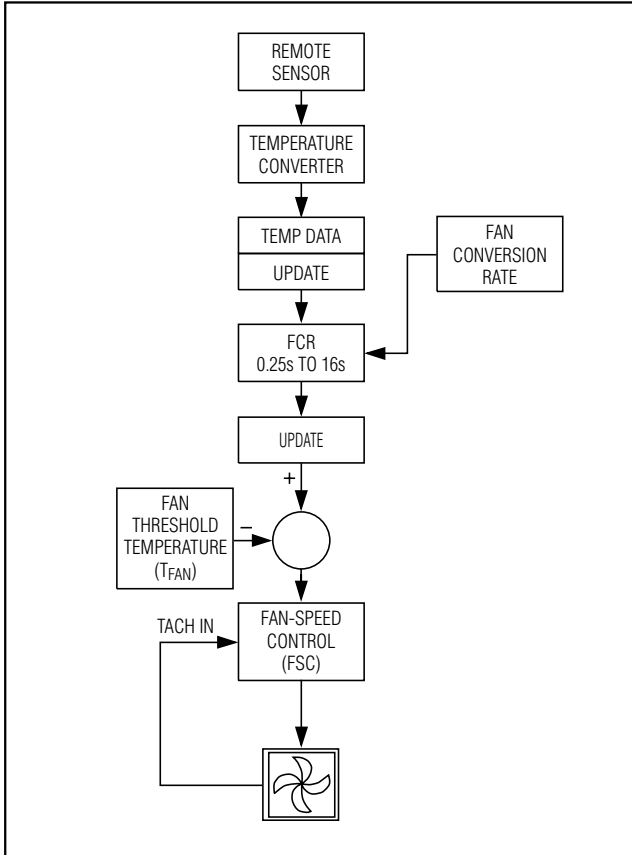 REMOTE
SENSOR
TEMPERATURE
CONVERTER
TEMP DATA
UPDATE
FAN
CONVERSION
RATE
FCR
0.25s TO 16s
UPDATE
+
FAN
THRESHOLD
TEMPERATURE
(TFAN)
–
TACH IN
FAN-SPEED
CONTROL
(FSC)